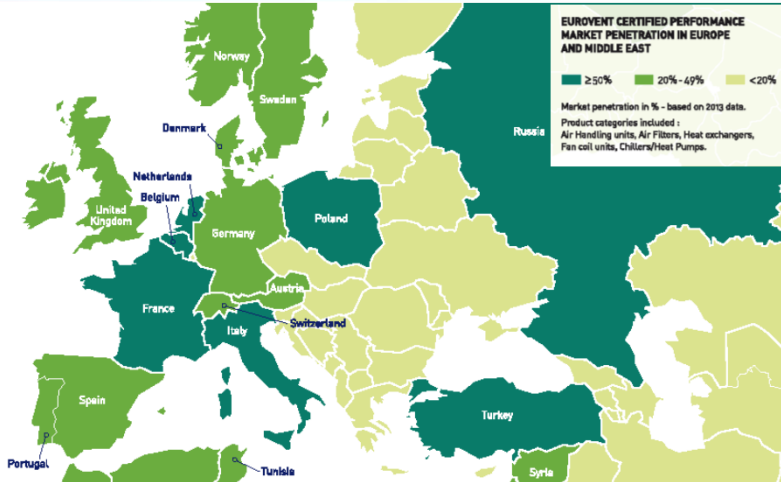 EUROVENT CERTIFIED PERFORMANCE
MARKET PENETRATION IN EUROPE
AND MIDDLE EAST
≥50%
20% - 49%
<20%
Market penetration in % - based on 2013 data.
Product categories included :
Air Handling units, Air Filters, Heat exchangers,
Fan coil units, Chillers/Heat Pumps.
Norway
Sweden
Denmark
Russia
Netherlands
Belgium
United
Kingdom
Poland
Germany
Austria
France
Switzerland
Italy
Spain
Turkey
Portugal
Tunisia
Syria